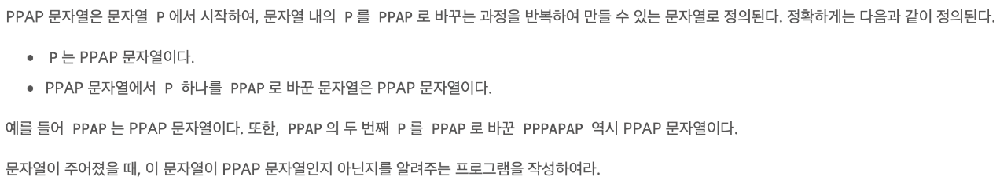 PPAP 문자열은 문자열 P 에서 시작하여, 문자열 내의 P 를 PPAP 로 바꾸는 과정을 반복하여 만들 수 있는 문자열로 정의된다. 정확하게는 다음과 같이 정의된다.
• P 는 PPAP 문자열이다.
• PPAP 문자열에서 P 하나를 PPAP 로 바꾼 문자열은 PPAP 문자열이다.
예를 들어 PPAP 는 PPAP 문자열이다. 또한, PPAP 의 두 번째 P 를 PPAP 로 바꾼 PPPAPAP 역시 PPAP 문자열이다.
문자열이 주어졌을 때, 이 문자열이 PPAP 문자열인지 아닌지를 알려주는 프로그램을 작성하여라.